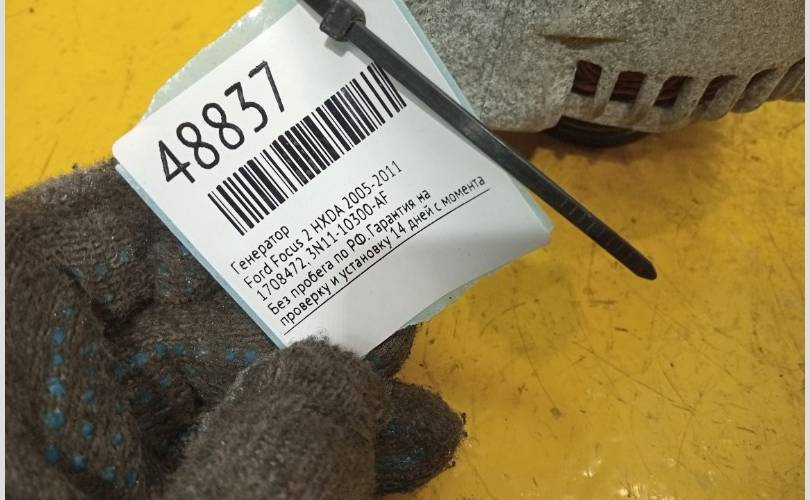 48837
Генератор
Ford Focus 2 HXDA 2005-2011
1708472, 3N11-10300-AF
Без пробега по РФ. Гарантия на
проверку и установку 14 дней с момента